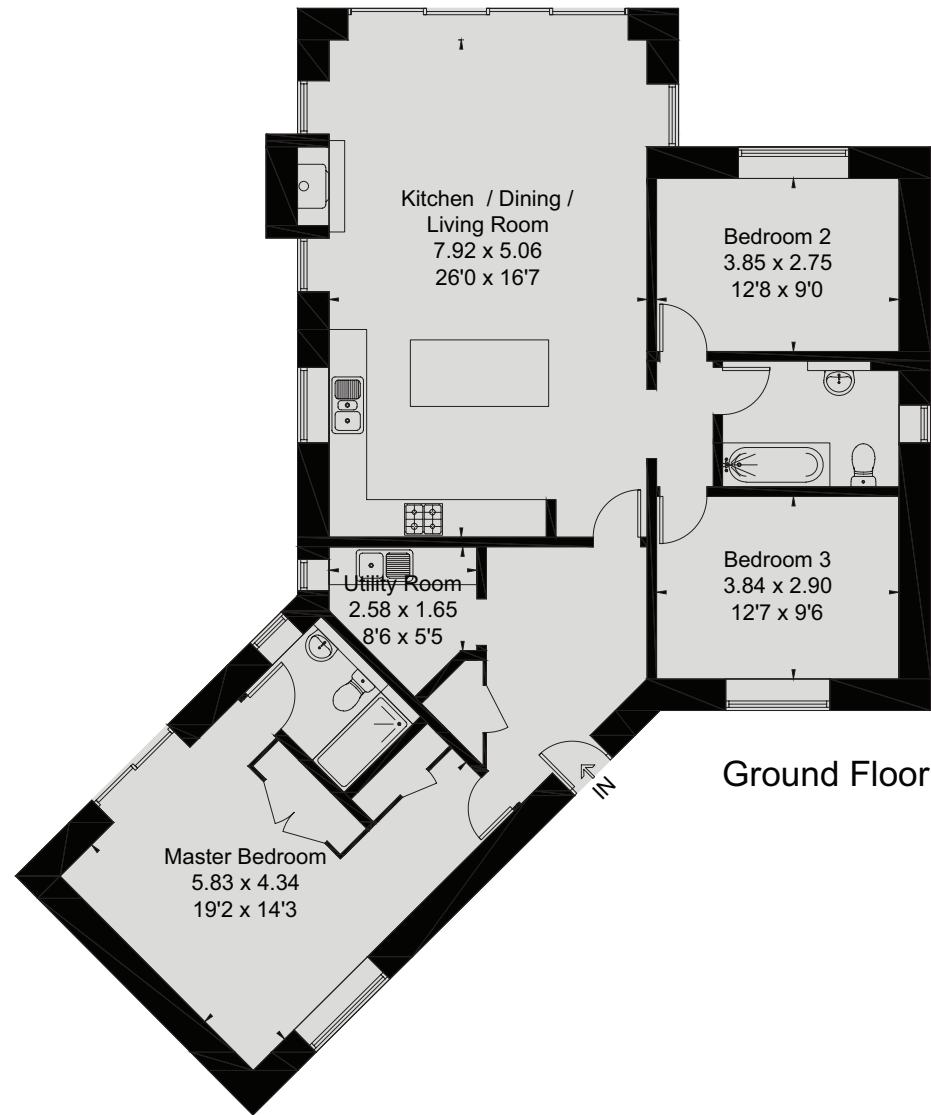 Kitchen / Dining /
Living Room
7.92 x 5.06
26'0 x 16'7
Bedroom 2
3.85 x 2.75
12'8 x 9'0
Bedroom 3
3.84 x 2.90
12'7 x 9'6
Utility Room
2.58 x 1.65
8'6 x 5'5
IN
Ground Floor
Master Bedroom
5.83 x 4.34
19'2 x 14'3